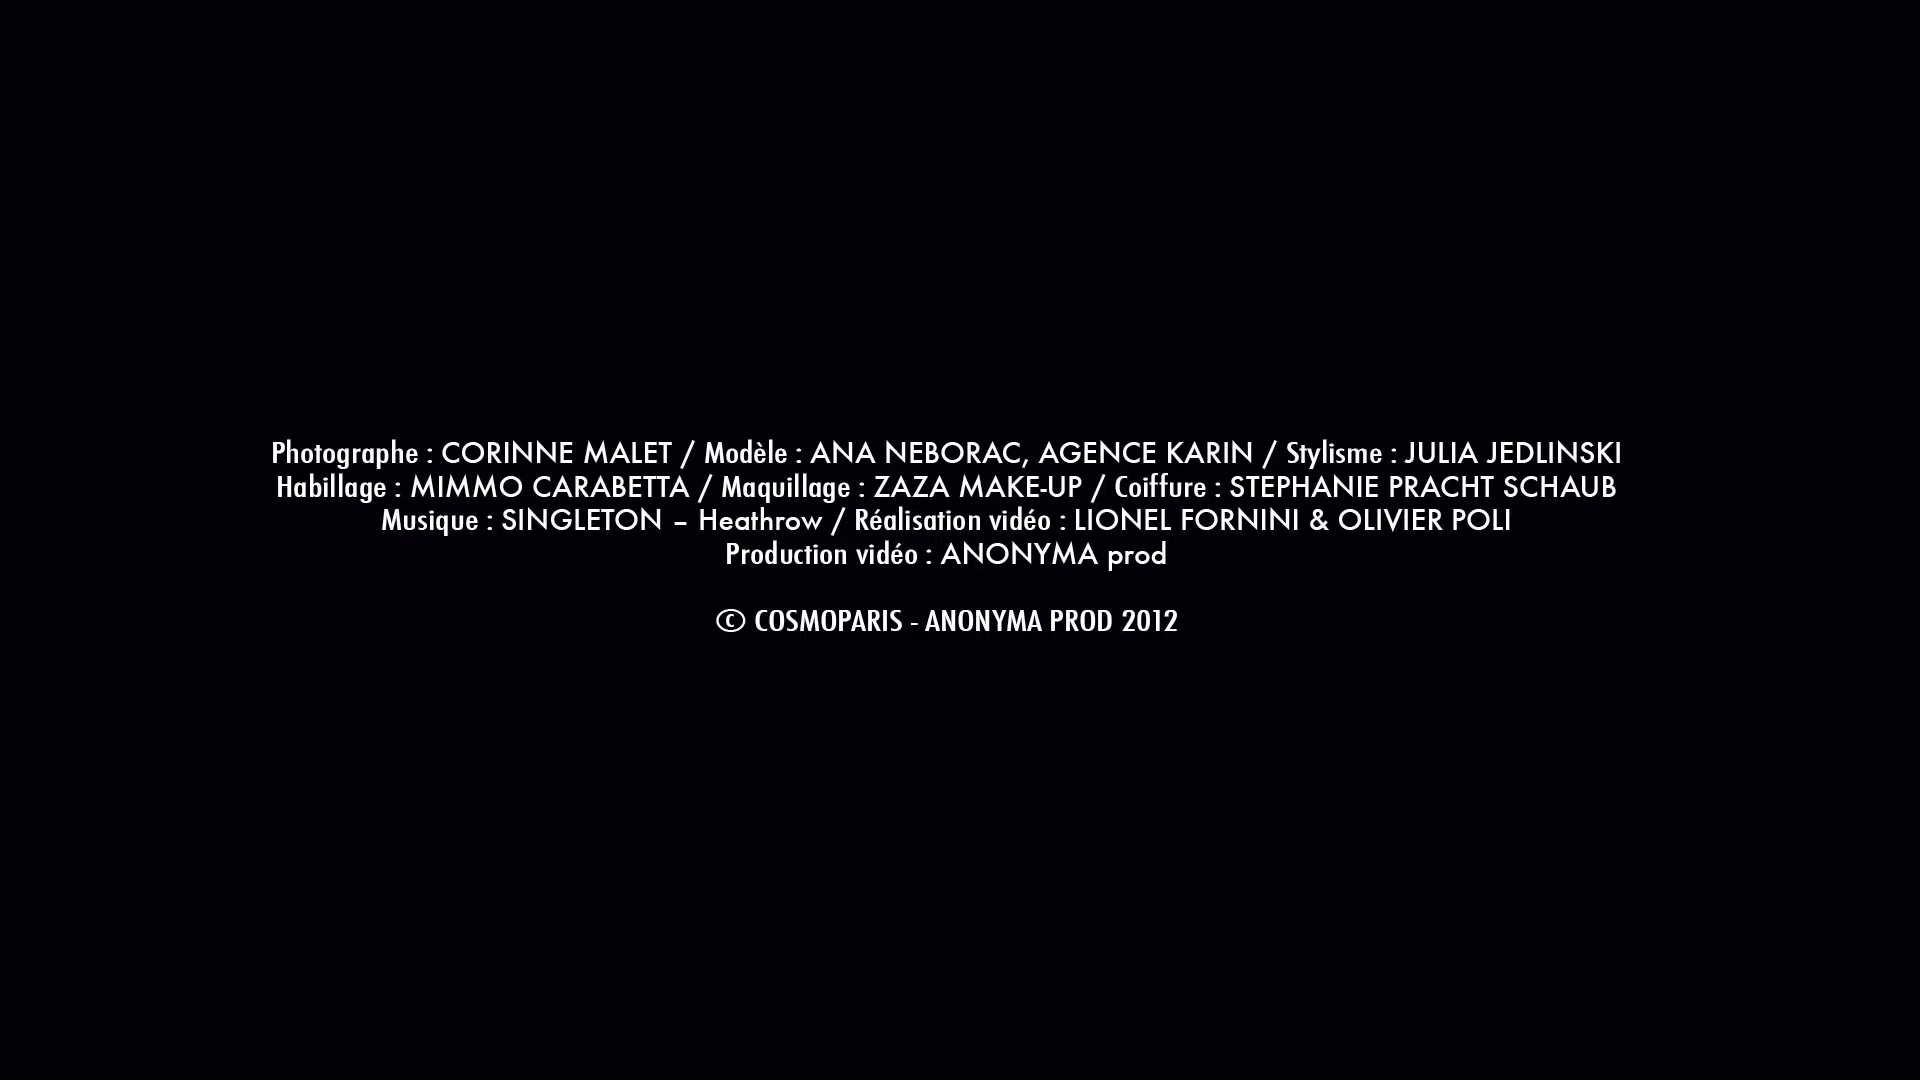 Photographe : CORINNE MALET / Modèle : ANA NEBORAC, AGENCE KARIN / Stylisme : JULIA JEDLINSKI
Habillage : MIMMO CARABETTA / Maquillage : ZAZA MAKE-UP / Coiffure : STEPHANIE PRACHT SCHAUB
Musique : SINGLETON – Heathrow / Réalisation vidéo : LIONEL FORNINI & OLIVIER POLI
Production vidéo : ANONYMA prod
© COSMOPARIS - ANONYMA PROD 2012